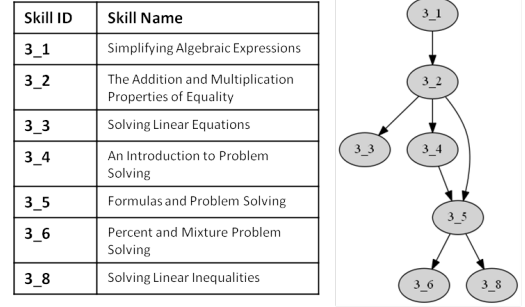 Skill ID Skill Name
3_1 Simplifying Algebraic Expressions
3_2 The Addition and Multiplication
Properties of Equality
3_3 Solving Linear Equations
3_4 An Introduction to Problem
Solving
3_5 Formulas and Problem Solving
3_6 Percent and Mixture Problem
Solving
3_8 Solving Linear Inequalities
3_1
3_2
3_3 3_4
3_5
3_6 3_8